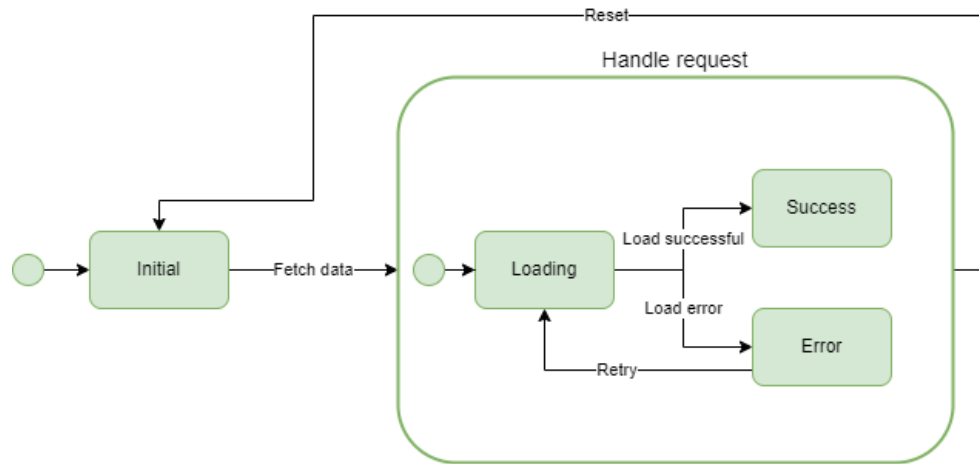 Reset
Handle request
Success
Load successful
Initial
Fetch data
Loading
Load error
Error
Retry